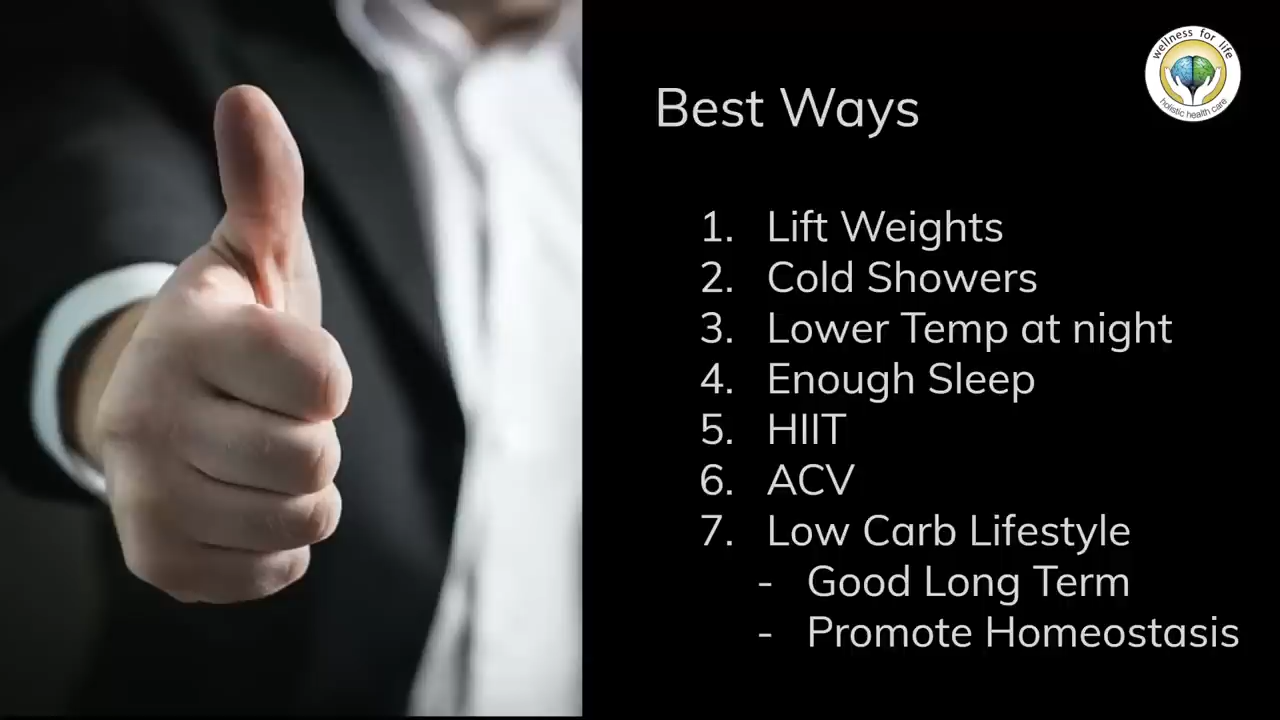 wellness for life
holistic health care
Best Ways
1. Lift Weights
2. Cold Showers
3. Lower Temp at night
4. Enough Sleep
5. HIIT
6. ACV
7. Low Carb Lifestyle
- Good Long Term
- Promote Homeostasis